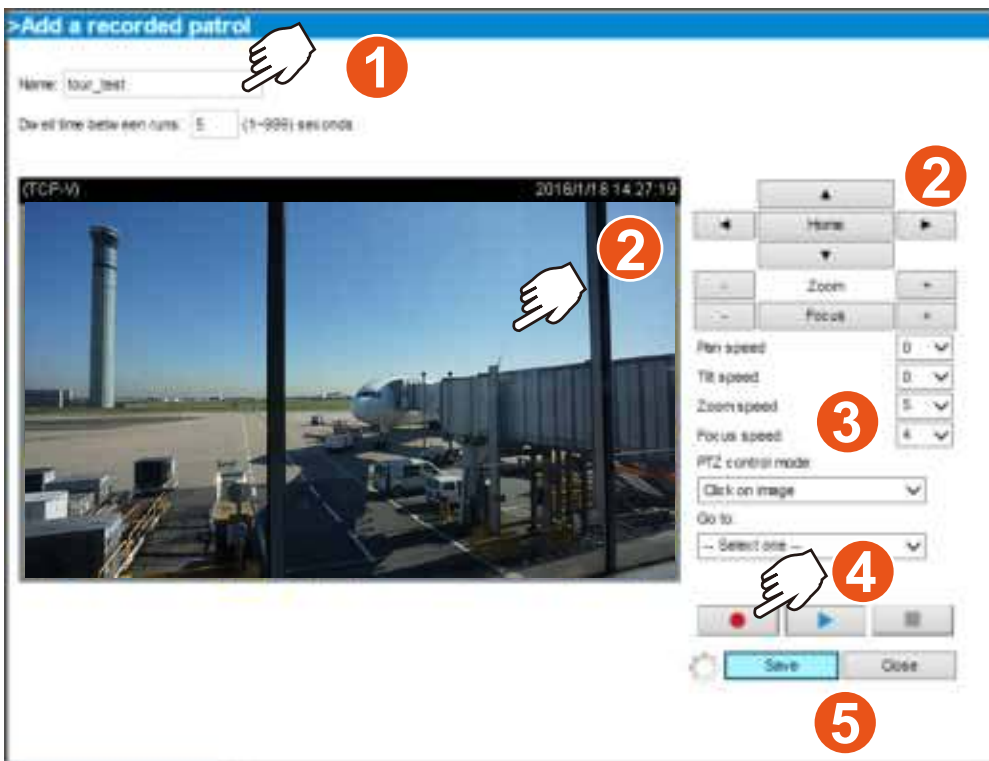 >Add a recorded patrol
1
Name: tour_test
Dwell time between runs: 5 (1~999) seconds
(TCP-V) 2016/1/18 14:27:19
2
2
Home
- Zoom +
- Focus +
Pan speed 0
Tilt speed 0
Zoom speed 5
Focus speed 4
3
PTZ control mode:
Click on image
Go to:
-- Select one --
4
Save Close
5